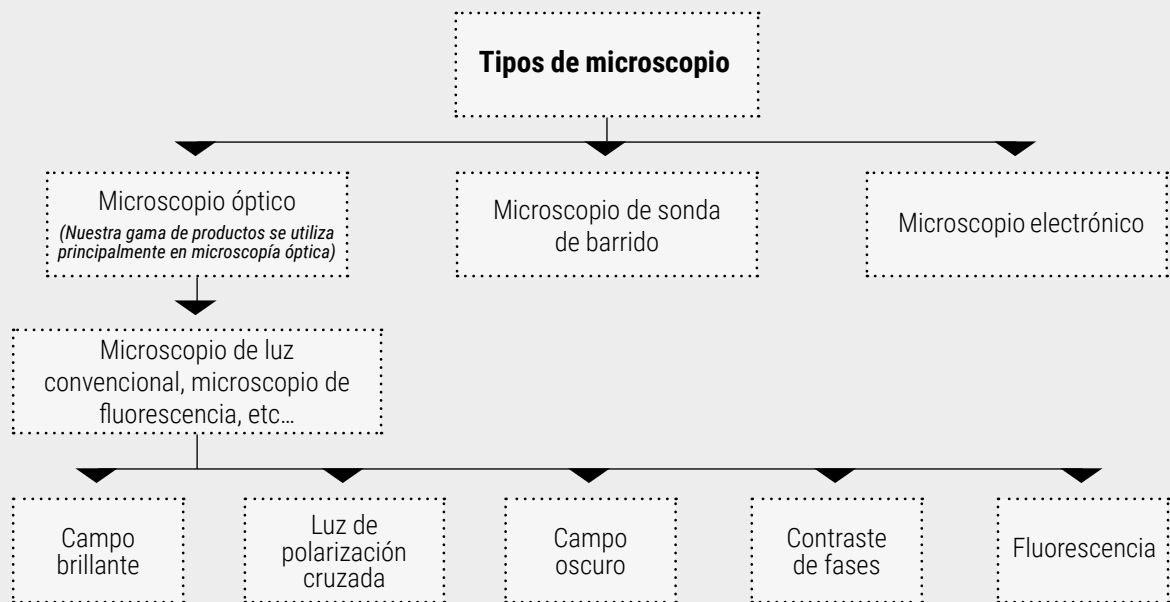 Tipos de microscopio
Microscopio óptico
(Nuestra gama de productos se utiliza
principalmente en microscopía óptica)
Microscopio de sonda
de barrido
Microscopio electrónico
Microscopio de luz
convencional, microscopio de
fluorescencia, etc…
Campo
brillante
Luz de
polarización
cruzada
Campo
oscuro
Contraste
de fases
Fluorescencia